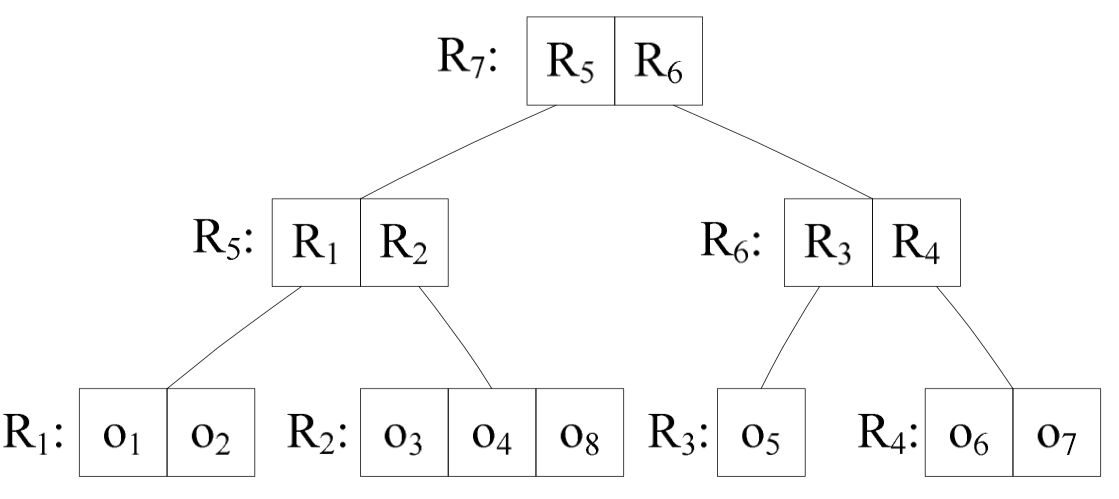 R₇: R₅ R₆
R₅: R₁ R₂ R₆: R₃ R₄
R₁: o₁ o₂ R₂: o₃ o₄ o₈ R₃: o₅ R₄: o₆ o₇